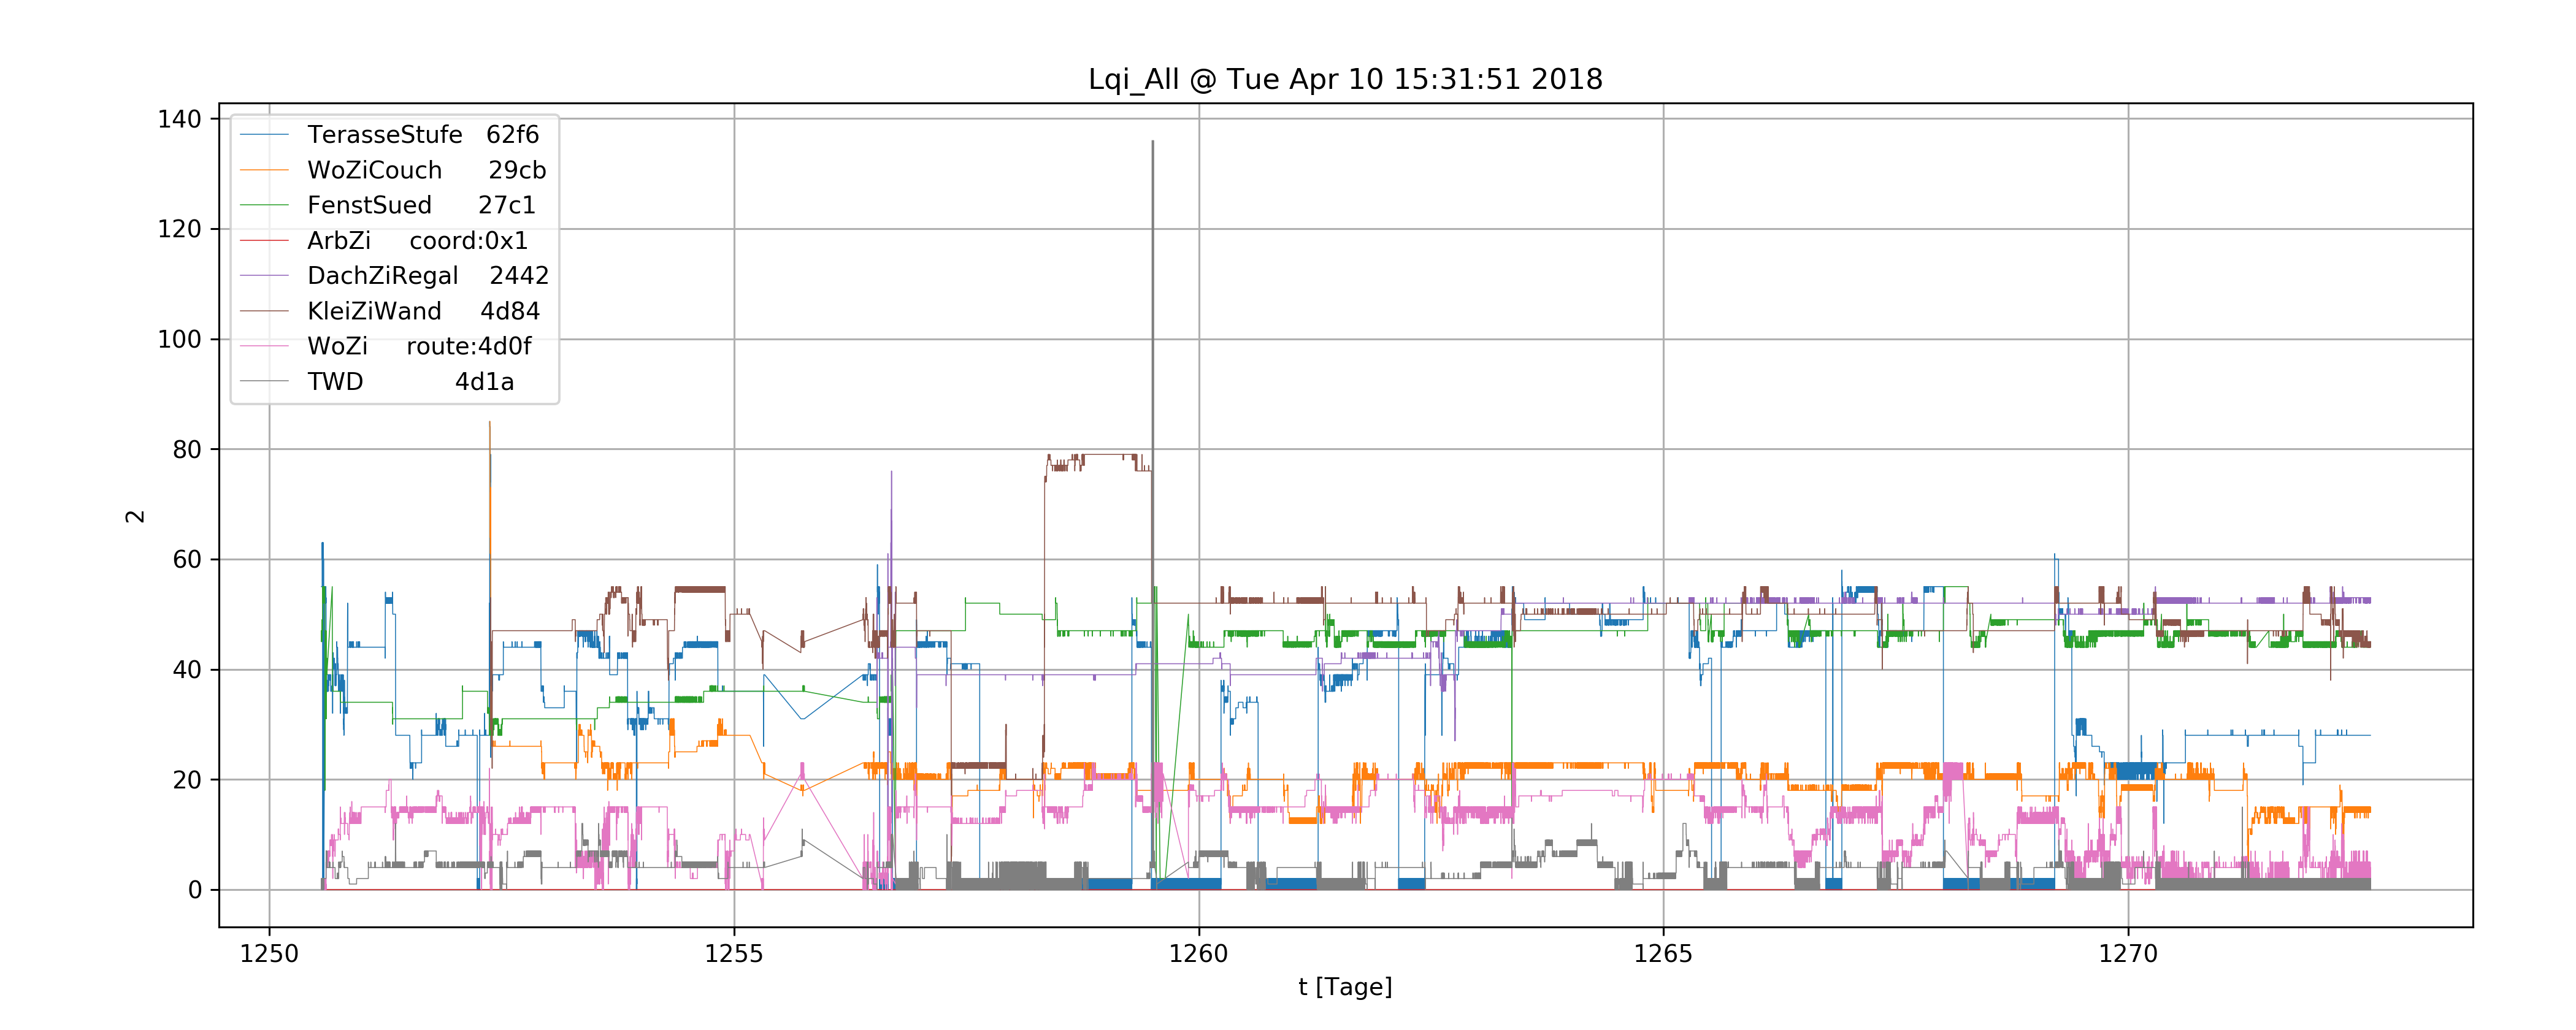 Lqi_All @ Tue Apr 10 15:31:51 2018
140
120
100
80
60
40
20
0
2
TerasseStufe 62f6
WoZiCouch 29cb
FenstSued 27c1
ArbZi coord:0x1
DachZiRegal 2442
KleiZiWand 4d84
WoZi route:4d0f
TWD 4d1a
1250 1255 1260 1265 1270
t [Tage]